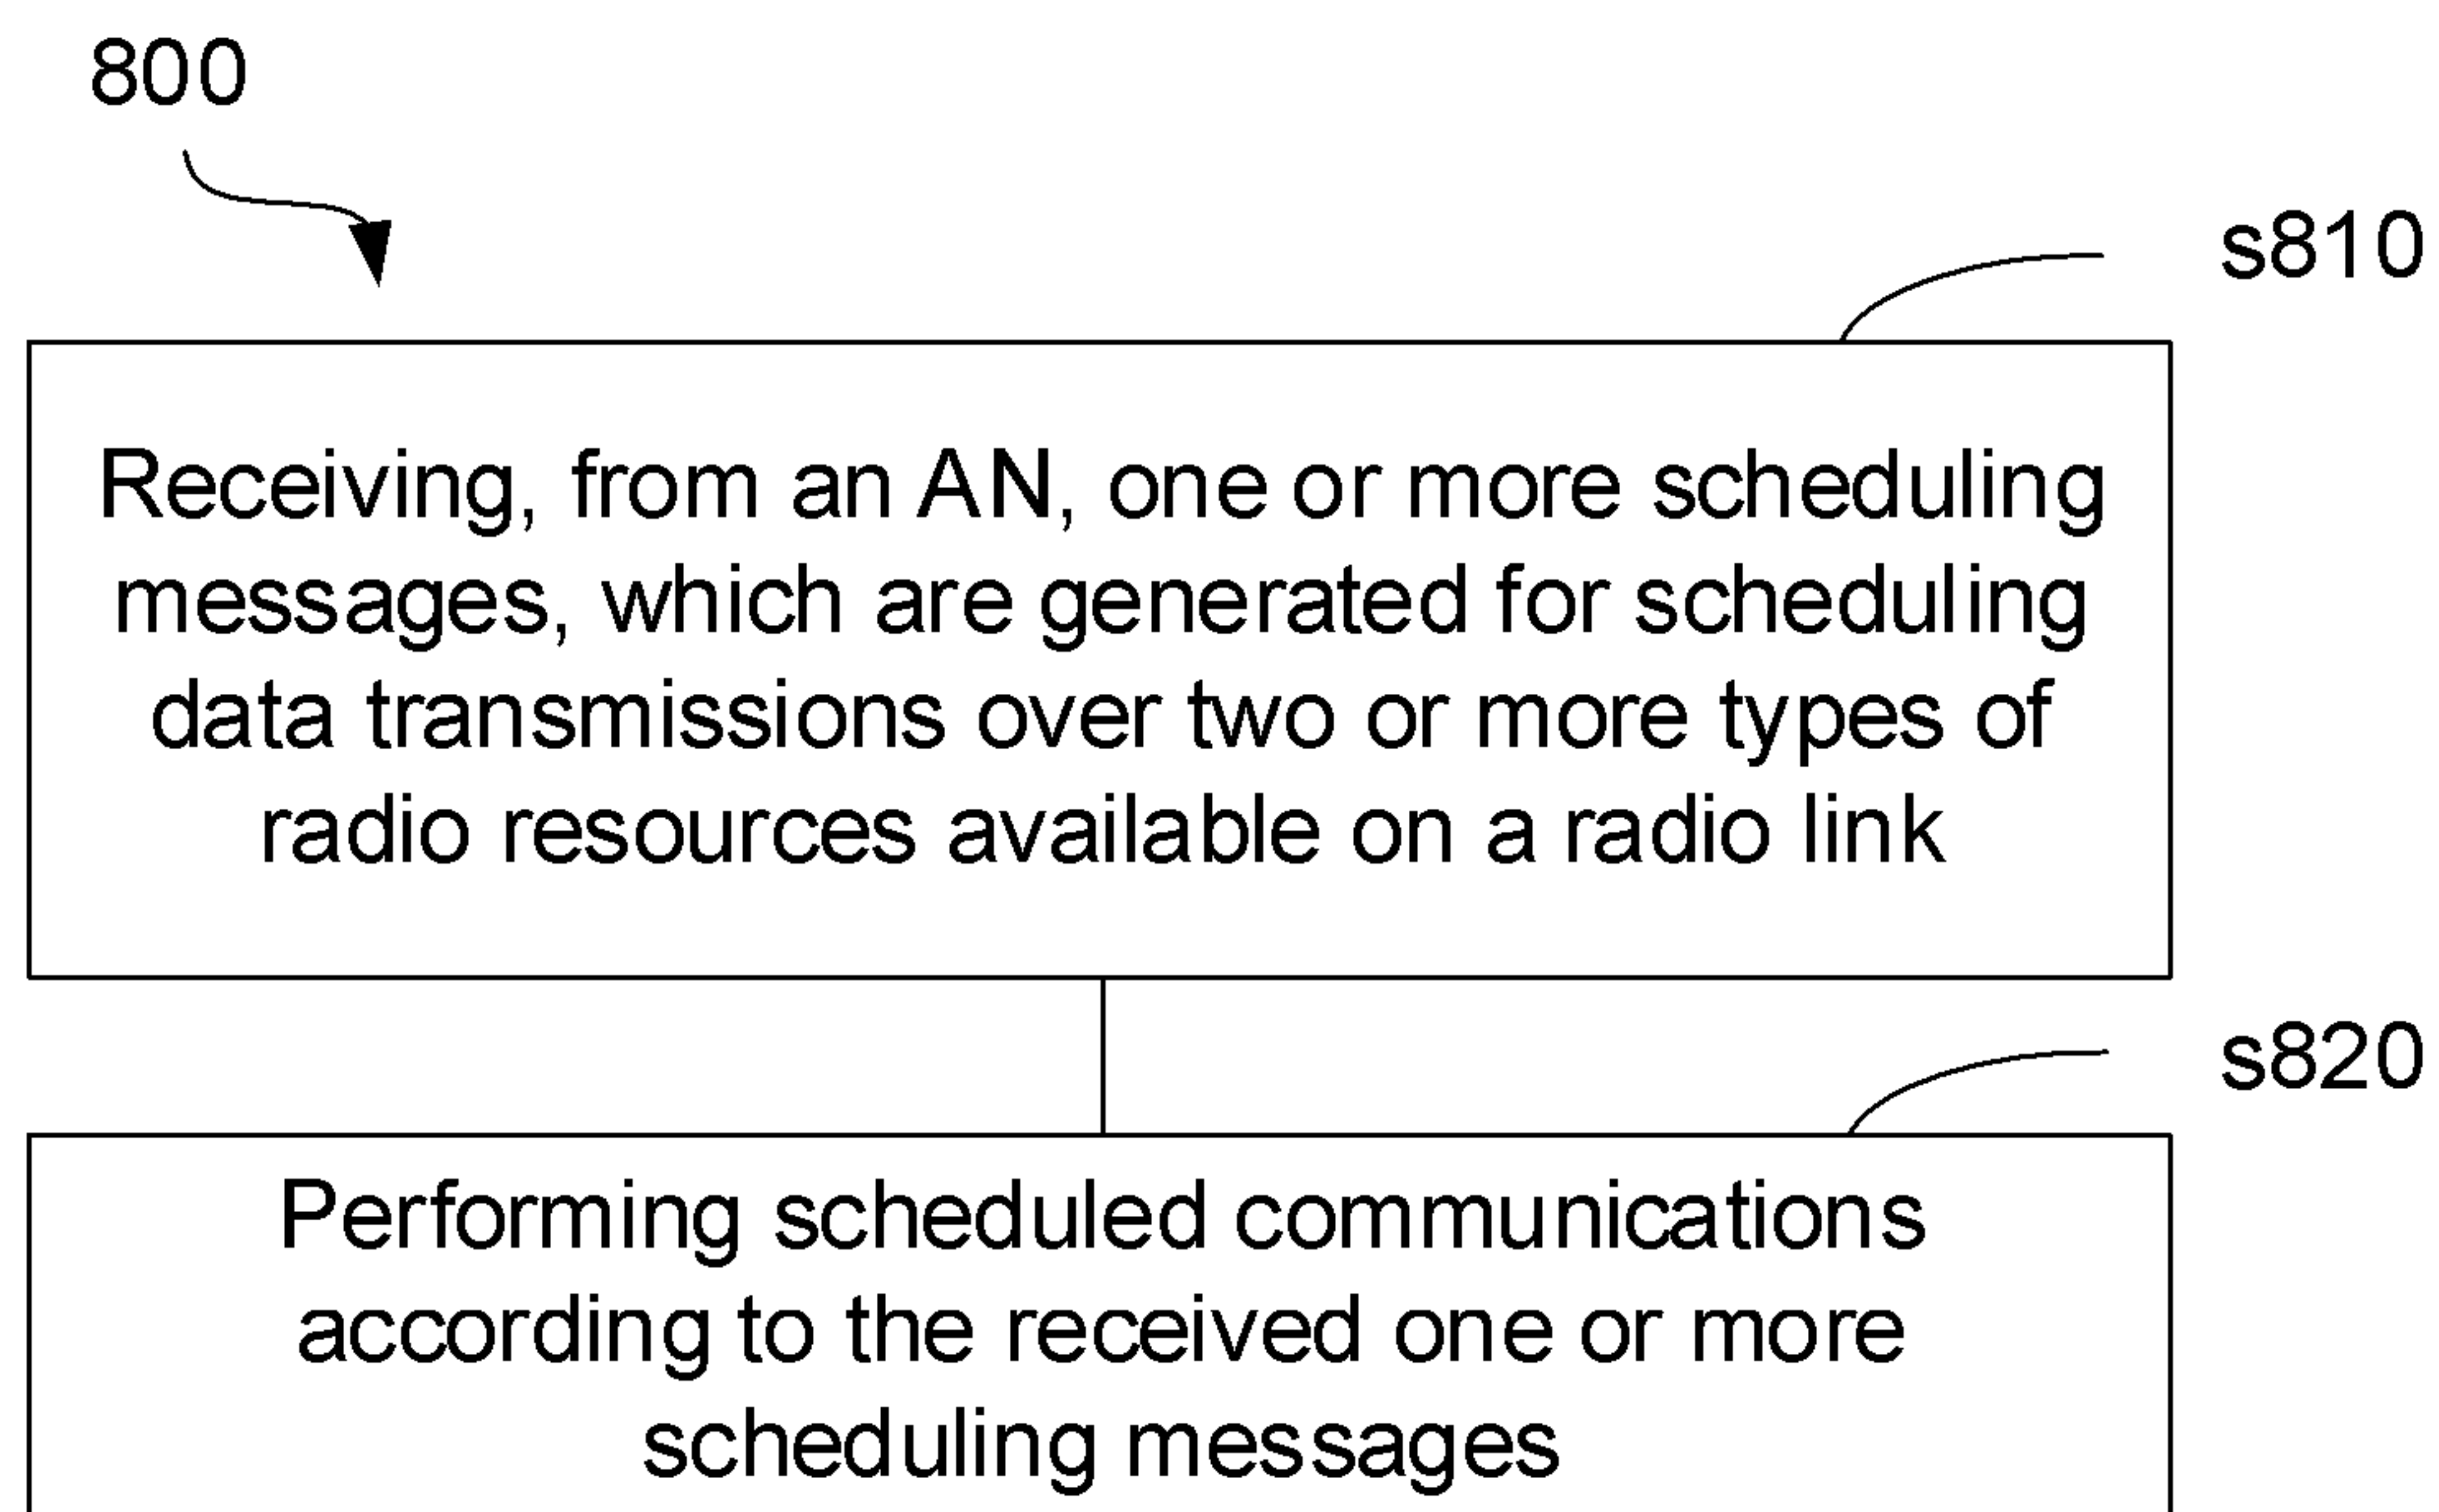 800
s810
Receiving, from an AN, one or more scheduling
messages, which are generated for scheduling
data transmissions over two or more types of
radio resources available on a radio link
s820
Performing scheduled communications
according to the received one or more
scheduling messages